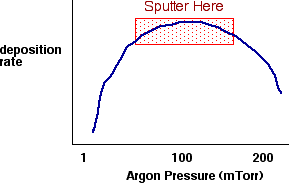 Sputter Here
deposition
rate
1 100 200
Argon Pressure (mTorr)